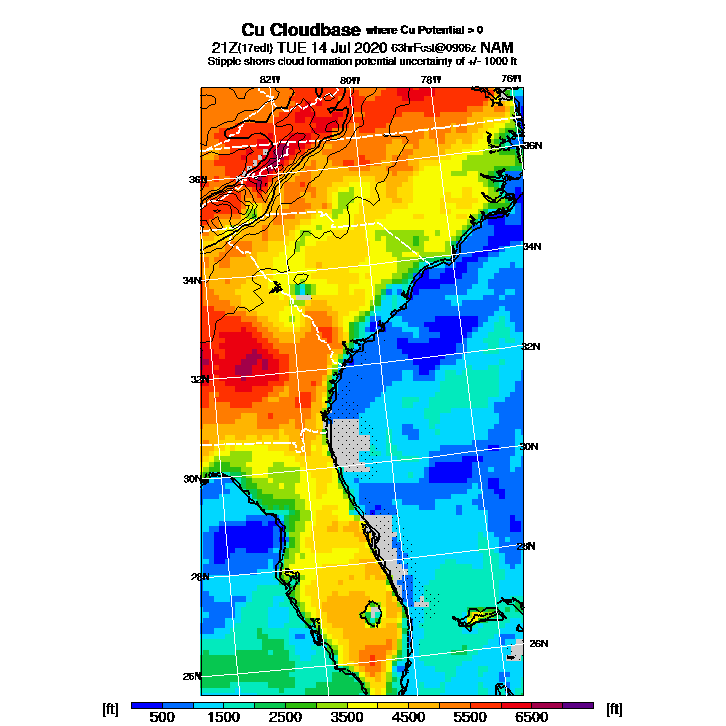 Cu Cloudbase where Cu Potential > 0
21Z(17edt) TUE 14 Jul 2020 63hrFcst@0906z NAM
Stipple shows cloud formation potential uncertainty of +/- 1000 ft
82W 80W 78W 76W
36N
36N
34N
34N
32N
32N
30N
30N
28N
28N
26N
26N
[ft] [ft]
500 1500 2500 3500 4500 5500 6500